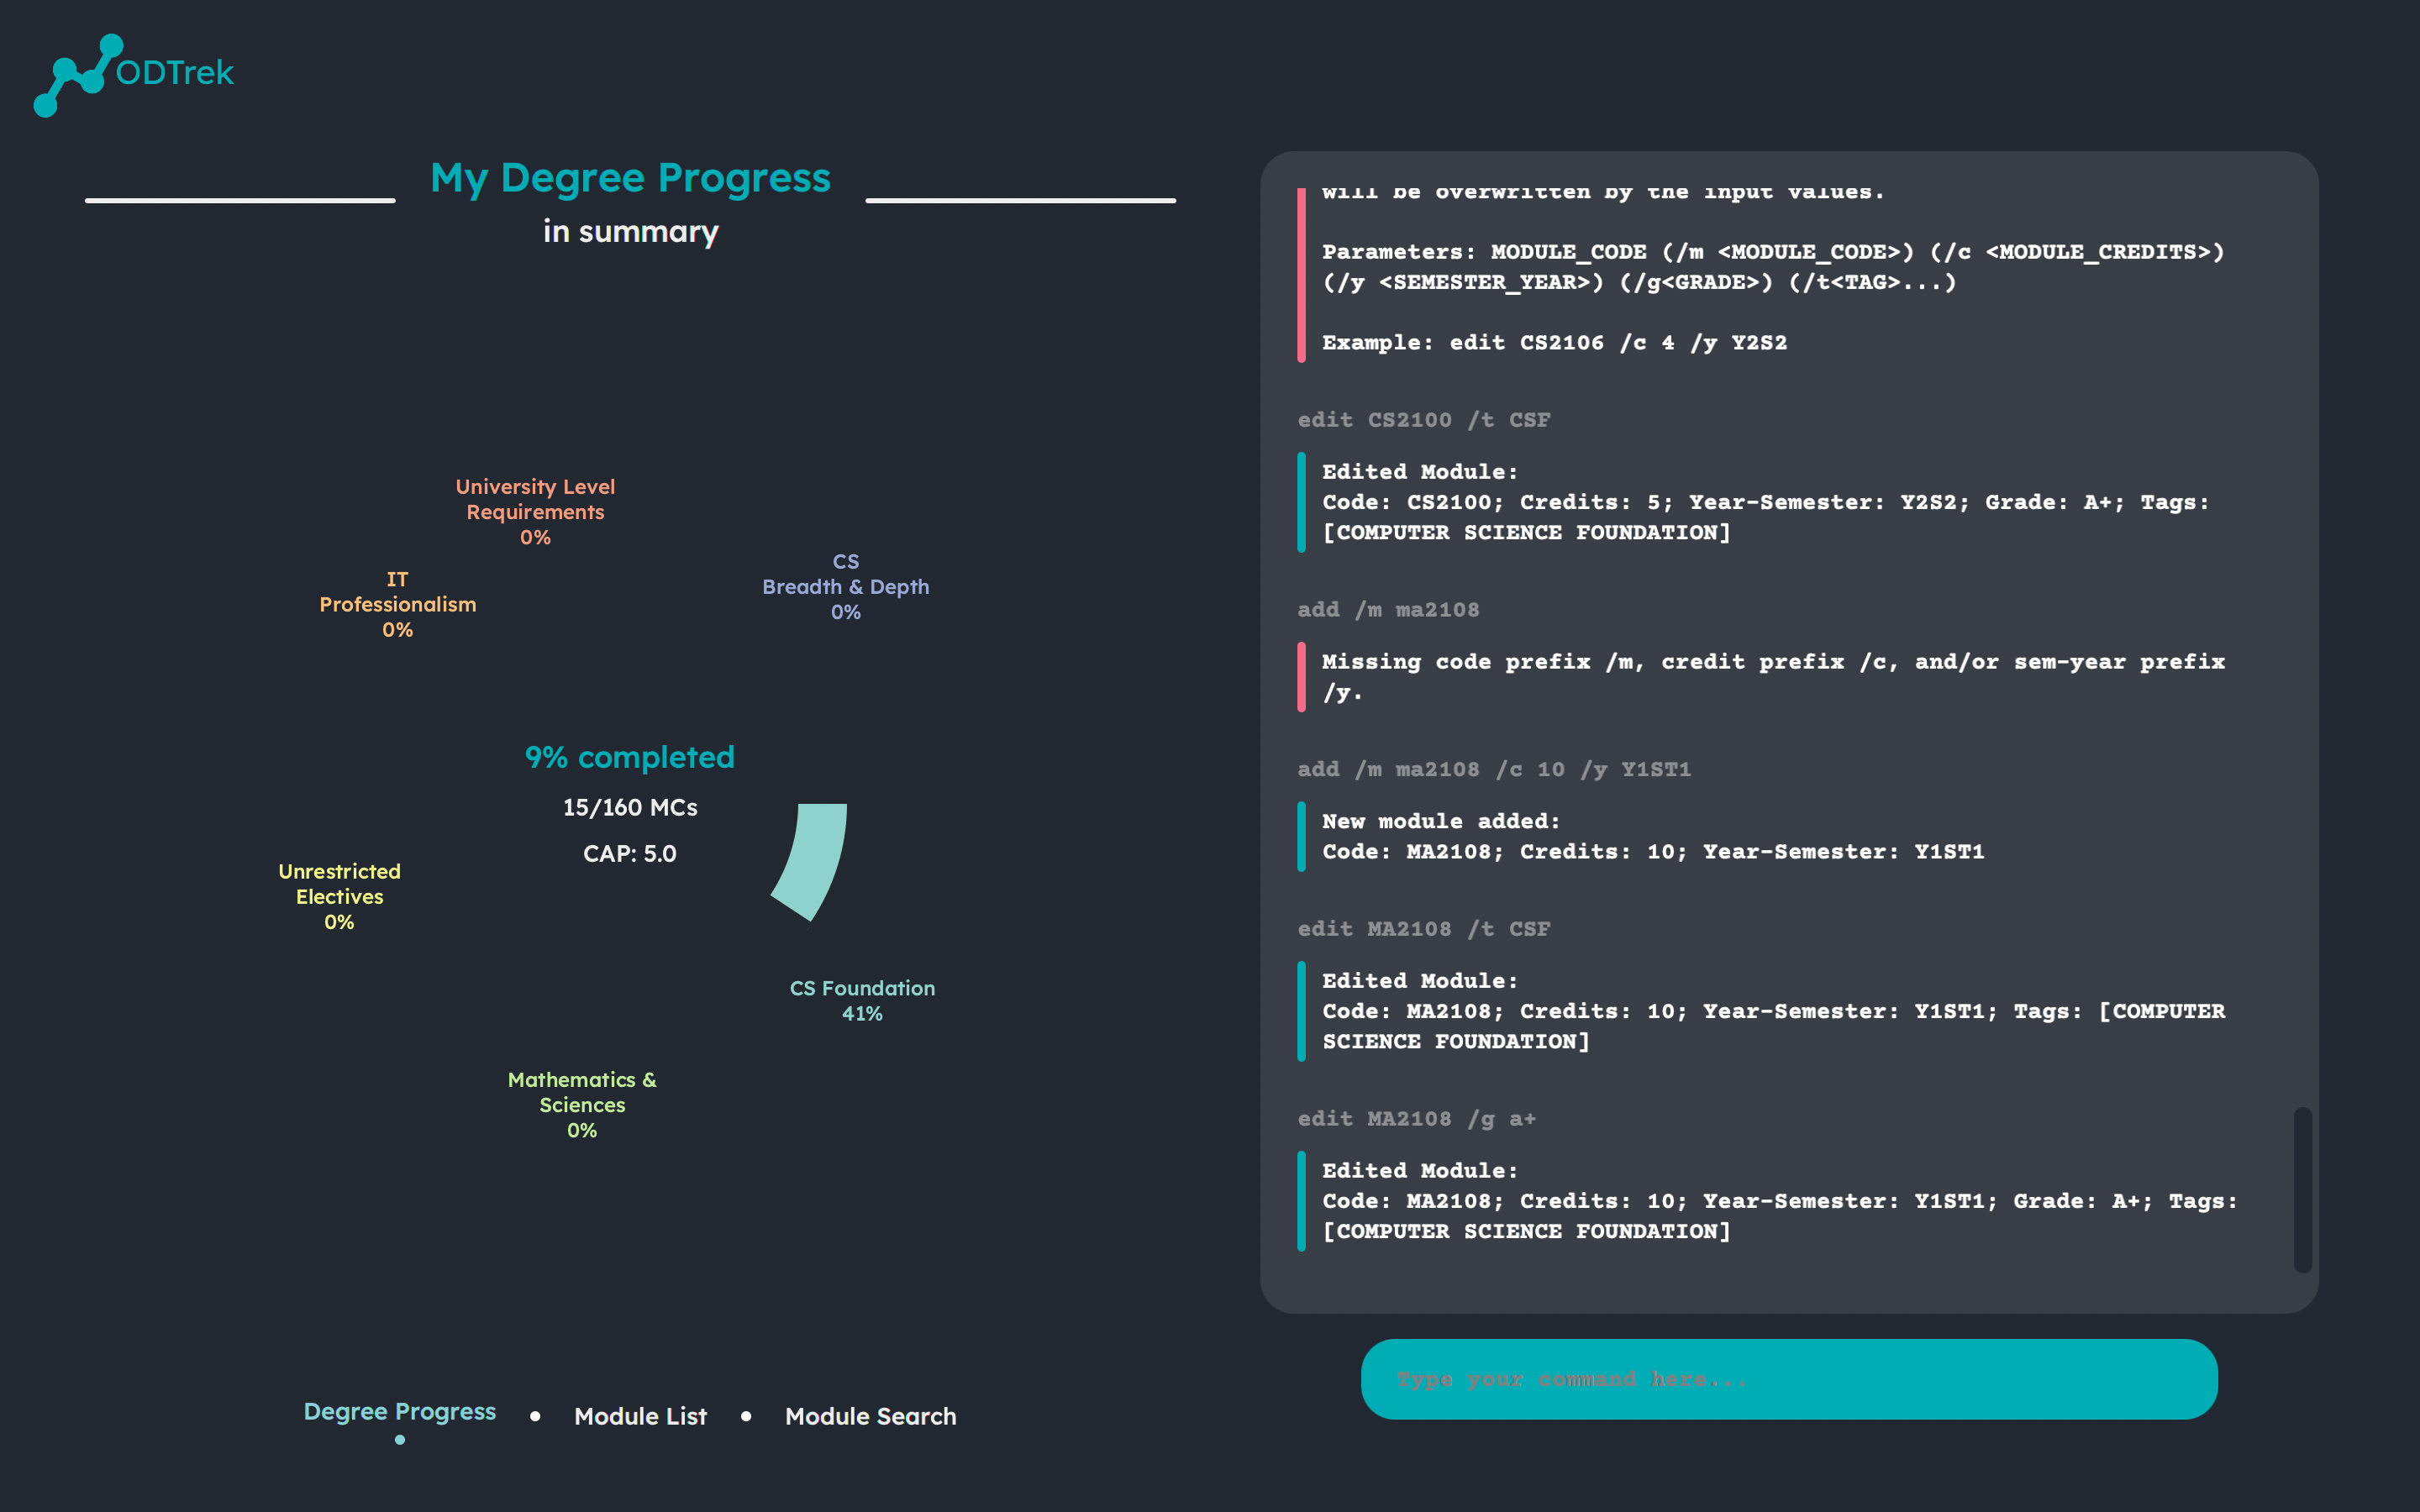 ODTrek
My Degree Progress
in summary
University Level
Requirements
0%
IT
Professionalism
0%
CS
Breadth & Depth
0%
9% completed
15/160 MCs
CAP: 5.0
Unrestricted
Electives
0%
CS Foundation
41%
Mathematics &
Sciences
0%
Degree Progress
Module List
Module Search
will be overwritten by the input values.
Parameters: MODULE_CODE (/m <MODULE_CODE>) (/c <MODULE_CREDITS>)
(/y <SEMESTER_YEAR>) (/g<GRADE>) (/t<TAG>...)
Example: edit CS2106 /c 4 /y Y2S2
edit CS2100 /t CSF
Edited Module:
Code: CS2100; Credits: 5; Year-Semester: Y2S2; Grade: A+; Tags:
[COMPUTER SCIENCE FOUNDATION]
add /m ma2108
Missing code prefix /m, credit prefix /c, and/or sem-year prefix
/y.
add /m ma2108 /c 10 /y Y1ST1
New module added:
Code: MA2108; Credits: 10; Year-Semester: Y1ST1
edit MA2108 /t CSF
Edited Module:
Code: MA2108; Credits: 10; Year-Semester: Y1ST1; Tags: [COMPUTER
SCIENCE FOUNDATION]
edit MA2108 /g a+
Edited Module:
Code: MA2108; Credits: 10; Year-Semester: Y1ST1; Grade: A+; Tags:
[COMPUTER SCIENCE FOUNDATION]
Type your command here...